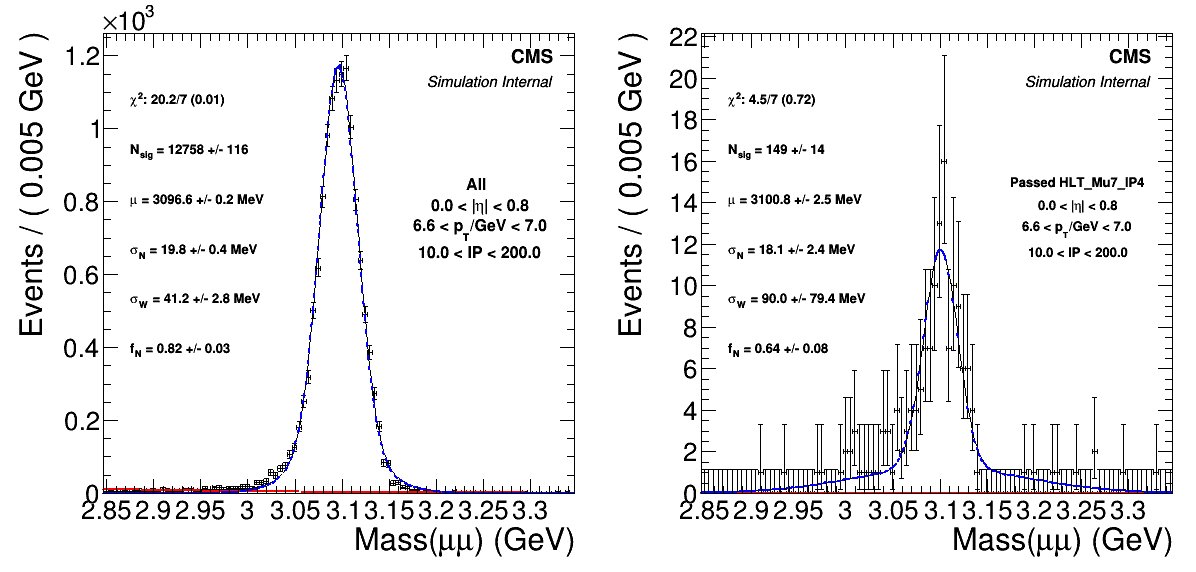 ×10³
CMS
Simulation Internal
χ²: 20.2/7 (0.01)
N_sig = 12758 +/- 116
μ = 3096.6 +/- 0.2 MeV
σ_N = 19.8 +/- 0.4 MeV
σ_W = 41.2 +/- 2.8 MeV
f_N = 0.82 +/- 0.03
All
0.0 < |η| < 0.8
6.6 < p_T/GeV < 7.0
10.0 < IP < 200.0
Events / ( 0.005 GeV )
1.2
1
0.8
0.6
0.4
0.2
0
2.85 2.9 2.95 3 3.05 3.1 3.15 3.2 3.25 3.3
Mass(μμ) (GeV)
CMS
Simulation Internal
χ²: 4.5/7 (0.72)
N_sig = 149 +/- 14
μ = 3100.8 +/- 2.5 MeV
σ_N = 18.1 +/- 2.4 MeV
σ_W = 90.0 +/- 79.4 MeV
f_N = 0.64 +/- 0.08
Passed HLT_Mu7_IP4
0.0 < |η| < 0.8
6.6 < p_T/GeV < 7.0
10.0 < IP < 200.0
Events / ( 0.005 GeV )
22
20
18
16
14
12
10
8
6
4
2
0
2.85 2.9 2.95 3 3.05 3.1 3.15 3.2 3.25 3.3
Mass(μμ) (GeV)